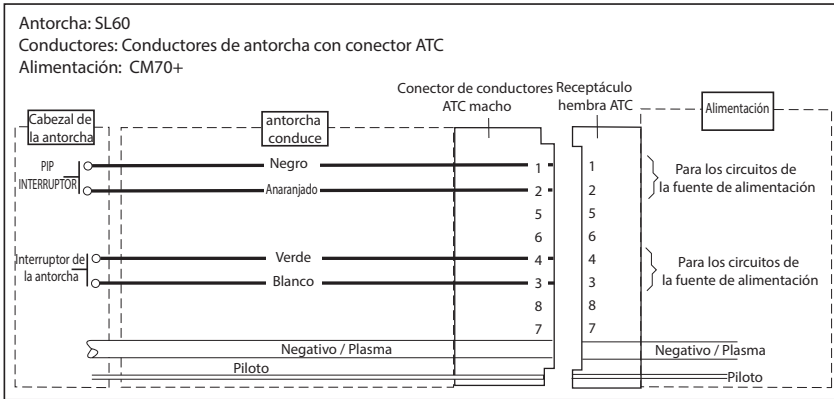 Antorcha: SL60
Conductores: Conductores de antorcha con conector ATC
Alimentación: CM70+
Conector de conductores
ATC macho
Receptáculo
hembra ATC
Cabezal de
la antorcha
antorcha
conduce
Alimentación
PIP
INTERRUPTOR
Negro
1
1
Anaranjado
2
2
Para los circuitos de
la fuente de alimentación
5
5
6
6
Interruptor de
la antorcha
Verde
4
4
Blanco
3
3
Para los circuitos de
la fuente de alimentación
8
8
7
7
Negativo / Plasma
Negativo / Plasma
Piloto
Piloto